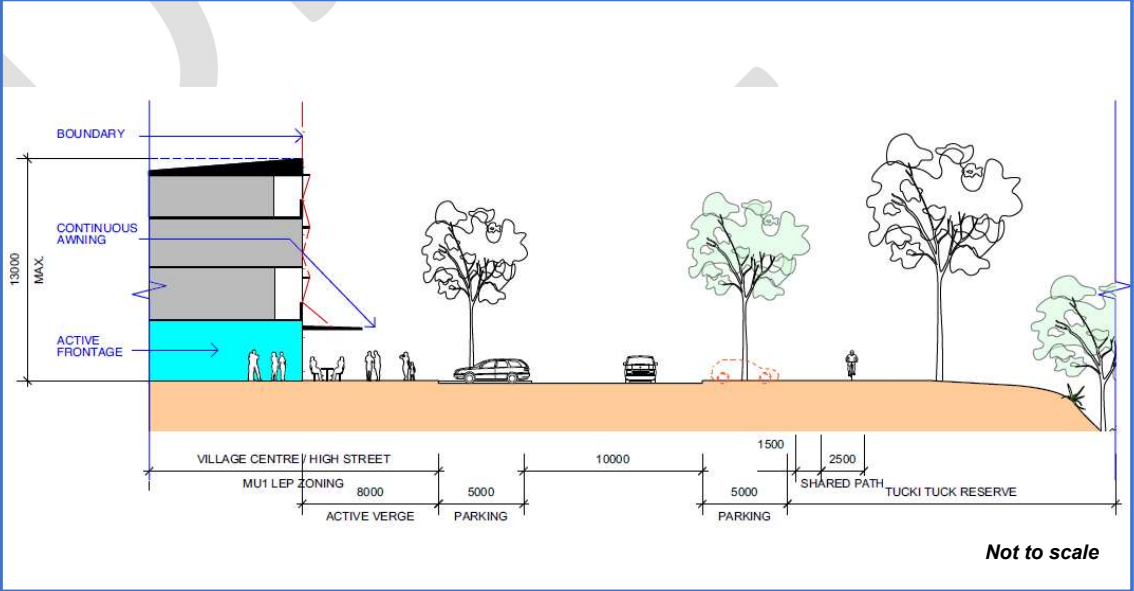 BOUNDARY
CONTINUOUS
AWNING
13000
MAX.
ACTIVE
FRONTAGE
VILLAGE CENTRE / HIGH STREET
MU1 LEP ZONING
8000
ACTIVE VERGE
5000
PARKING
10000
5000
PARKING
1500
2500
SHARED PATH
TUCKI TUCK RESERVE
Not to scale